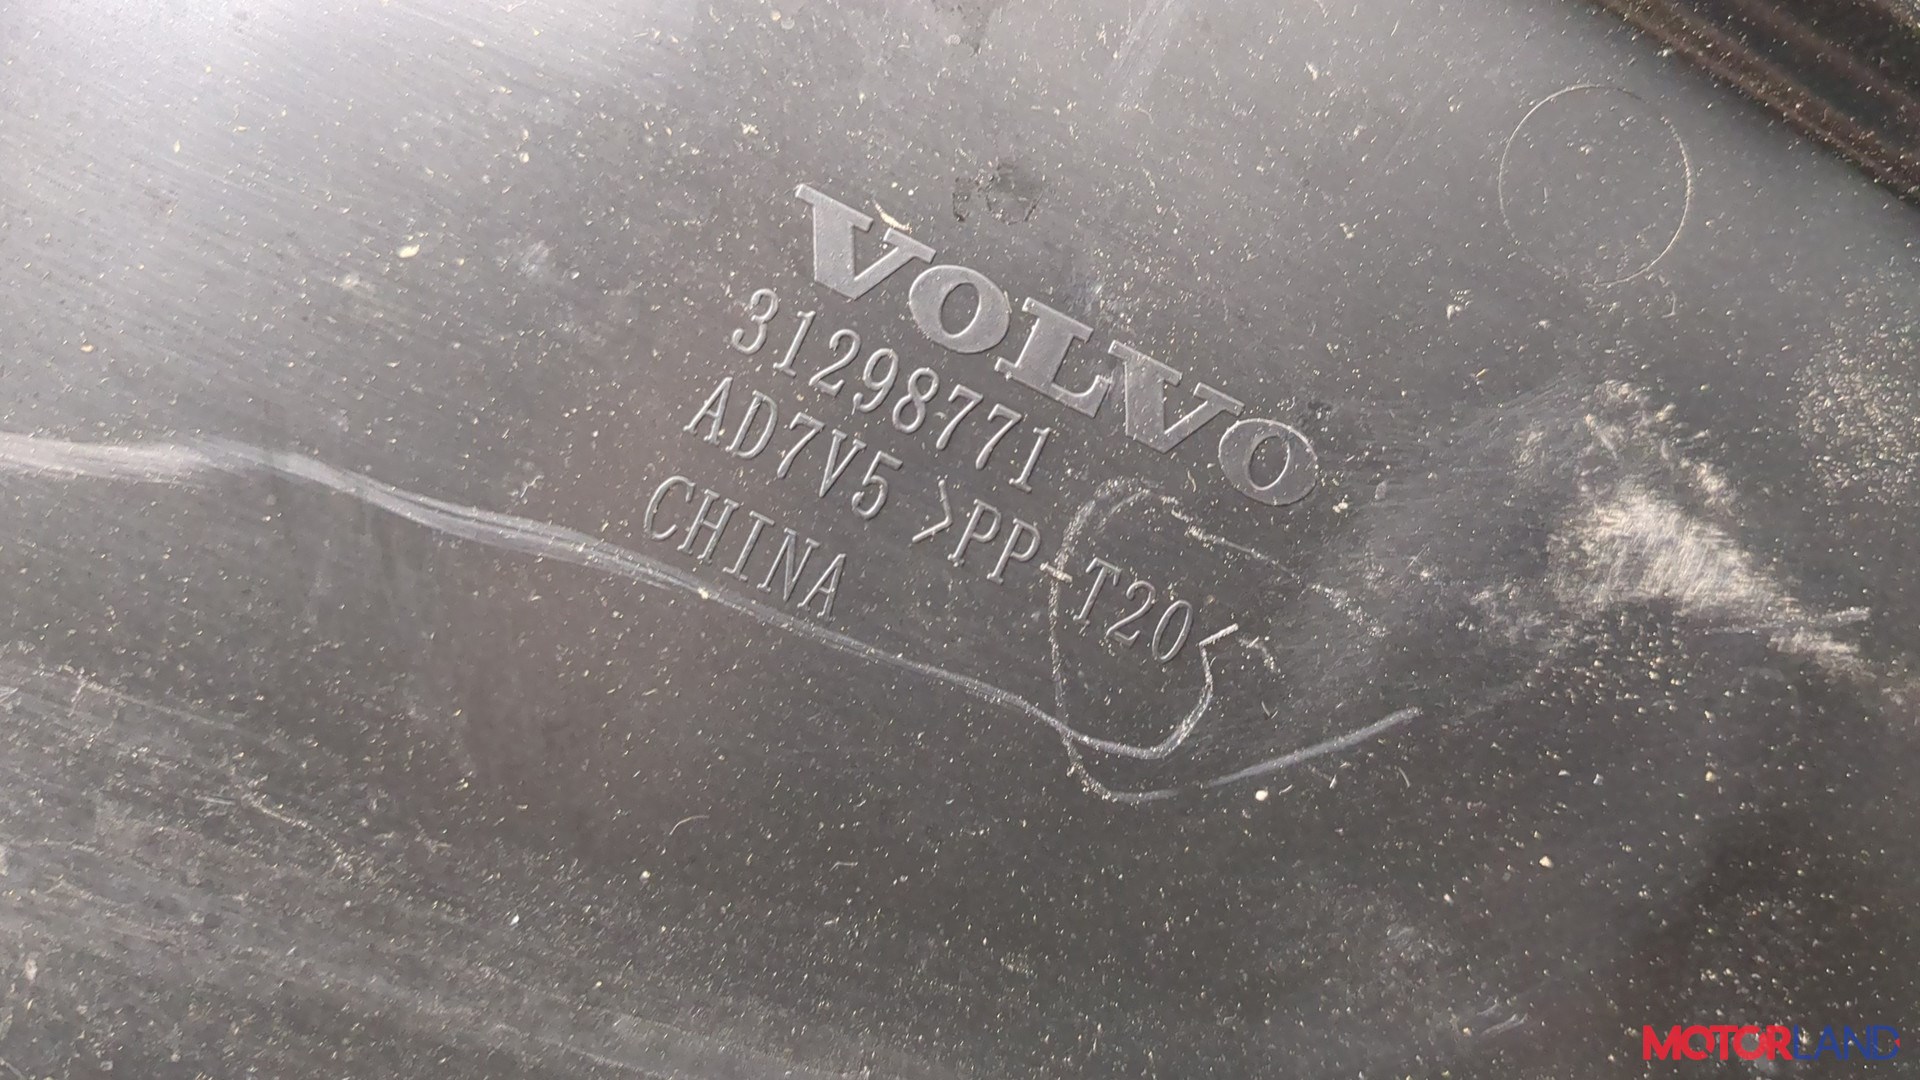 VOLVO
31298771
AD7V5 >PP-T20<
CHINA
MOTORLAND